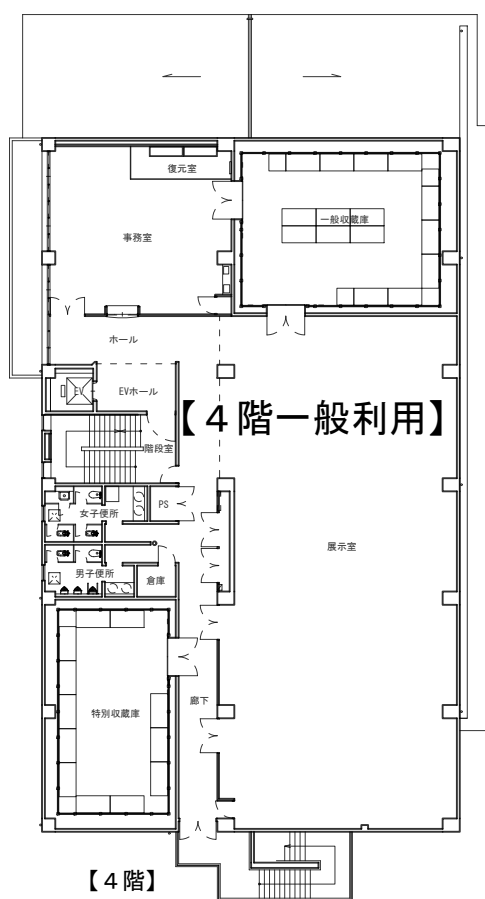 復元室
一般収蔵庫
事務室
ホール
EV
EVホール
【４階一般利用】
階段室
PS
女子便所
展示室
男子便所
倉庫
廊下
特別収蔵庫
【４階】